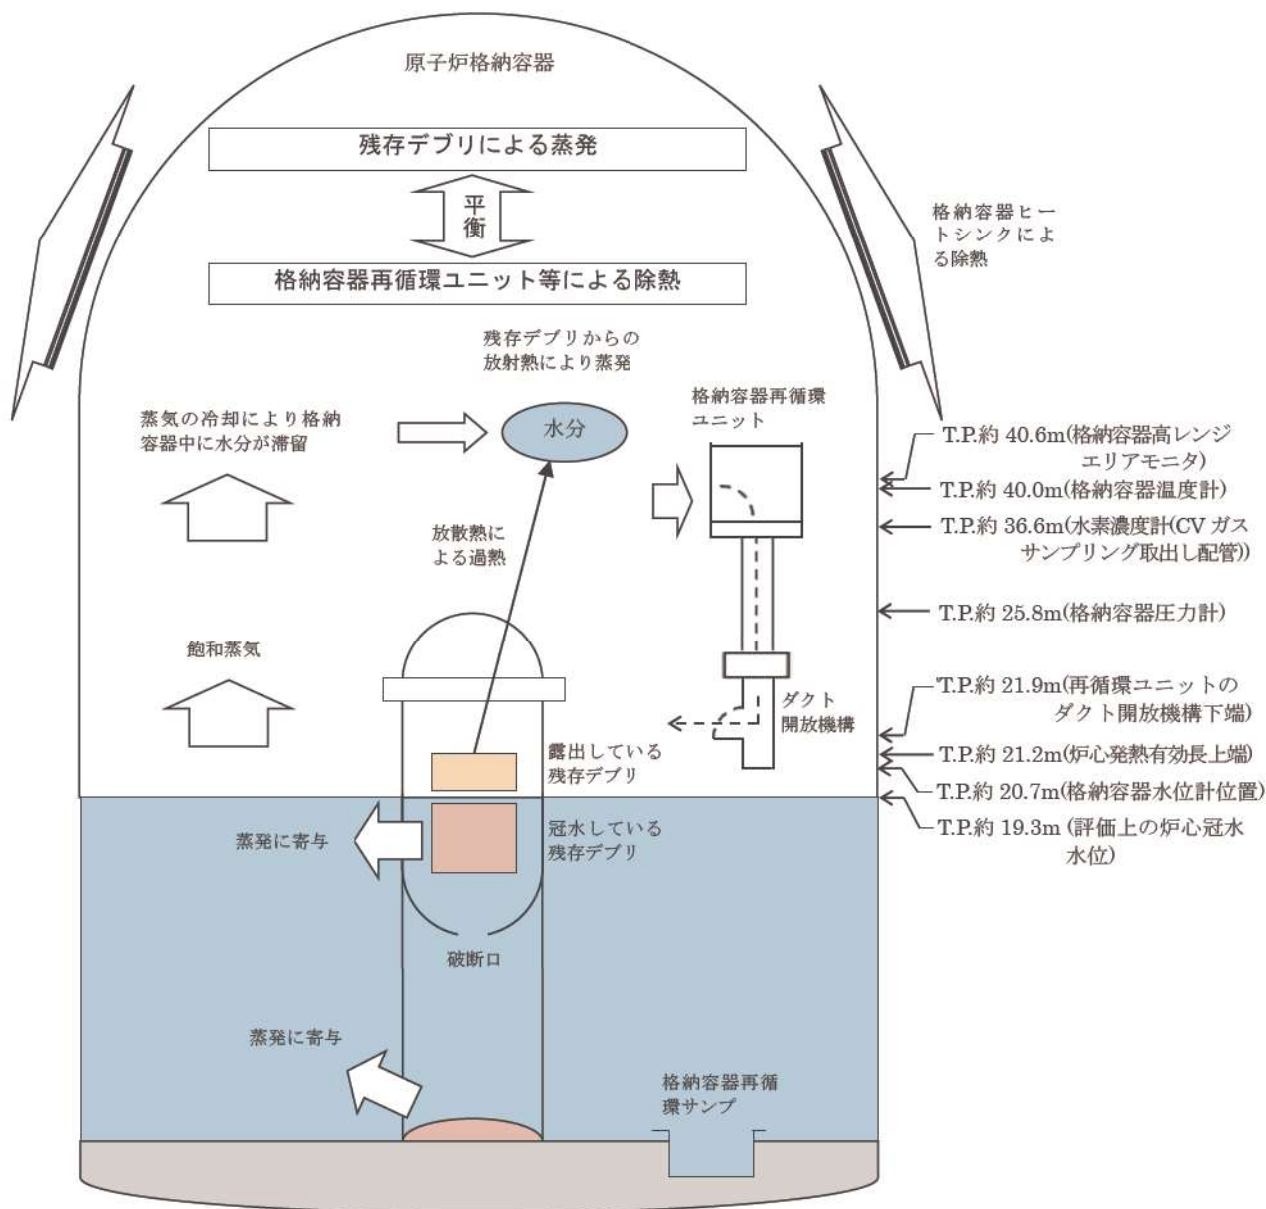 原子炉格納容器
残存デブリによる蒸発
平
衡
格納容器再循環ユニット等による除熱
格納容器ヒー
トシンクによ
る除熱
残存デブリからの
放射熱により蒸発
蒸気の冷却により格納
容器中に水分が滞留
水分
格納容器再循環
ユニット
T.P.約 40.6m(格納容器高レンジ
エリアモニタ)
T.P.約 40.0m(格納容器温度計)
T.P.約 36.6m(水素濃度計(CV ガス
サンプリング取出し配管))
放散熱に
よる過熱
T.P.約 25.8m(格納容器圧力計)
飽和蒸気
T.P.約 21.9m(再循環ユニットの
ダクト開放機構下端)
ダクト
開放機構
露出している
残存デブリ
T.P.約 21.2m(炉心発熱有効長上端)
T.P.約 20.7m(格納容器水位計位置)
T.P.約 19.3m (評価上の炉心冠水
水位)
蒸発に寄与
冠水している
残存デブリ
破断口
蒸発に寄与
格納容器再循
環サンプ